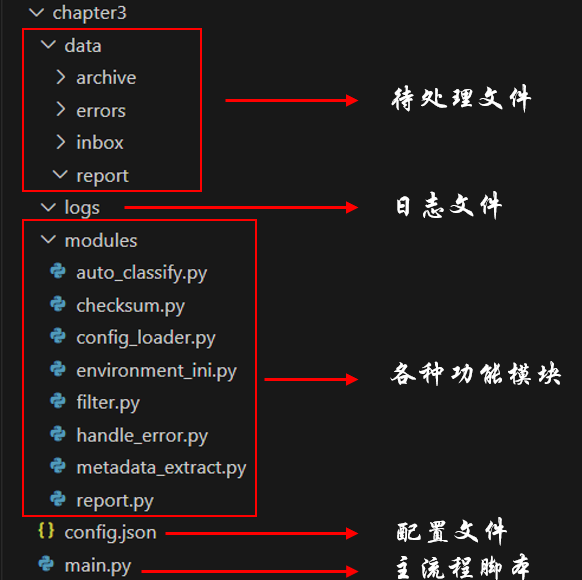 chapter3
data
archive
待处理文件
errors
inbox
report
logs
日志文件
modules
auto_classify.py
checksum.py
config_loader.py
environment_ini.py
各种功能模块
filter.py
handle_error.py
metadata_extract.py
report.py
{} config.json
配置文件
main.py
主流程脚本